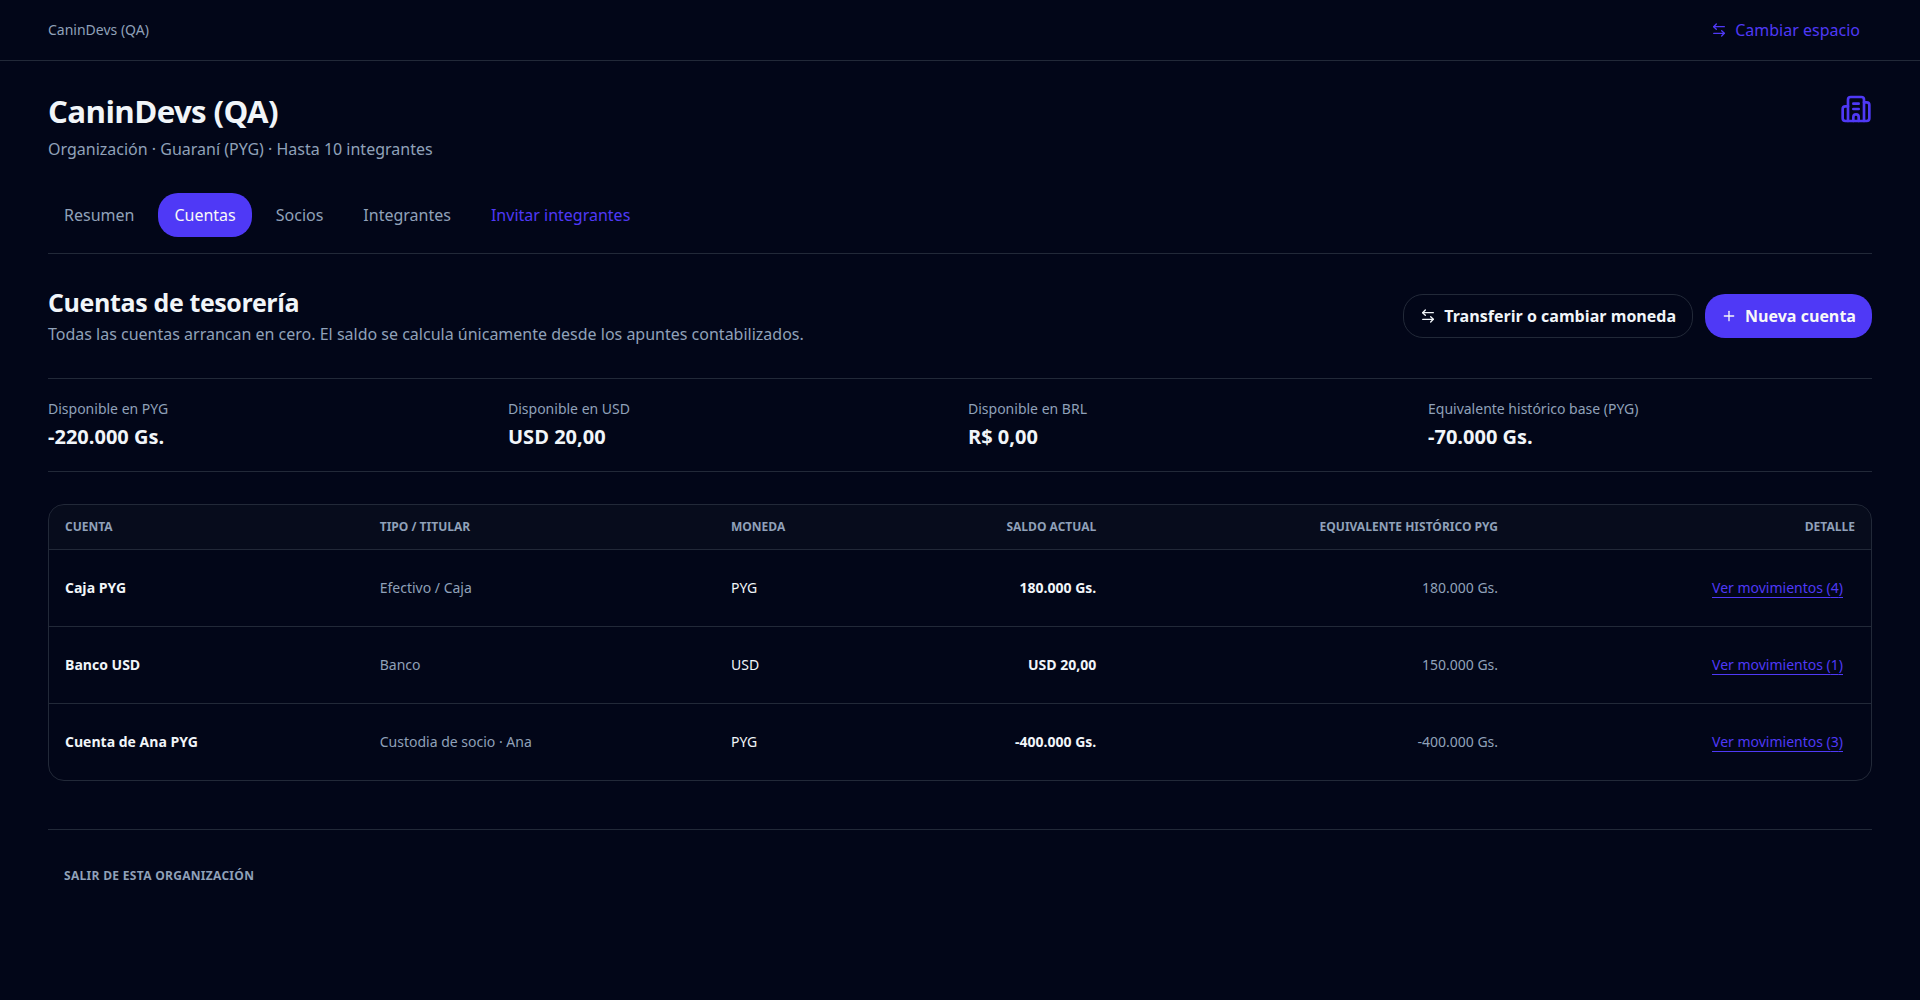 CaninDevs (QA)
Cambiar espacio
CaninDevs (QA)
Organización · Guaraní (PYG) · Hasta 10 integrantes
Resumen
Cuentas
Socios
Integrantes
Invitar integrantes
Cuentas de tesorería
Todas las cuentas arrancan en cero. El saldo se calcula únicamente desde los apuntes contabilizados.
Transferir o cambiar moneda
+ Nueva cuenta
Disponible en PYG
-220.000 Gs.
Disponible en USD
USD 20,00
Disponible en BRL
R$ 0,00
Equivalente histórico base (PYG)
-70.000 Gs.
CUENTA TIPO / TITULAR MONEDA SALDO ACTUAL EQUIVALENTE HISTÓRICO PYG DETALLE
Caja PYG Efectivo / Caja PYG 180.000 Gs. 180.000 Gs. Ver movimientos (4)
Banco USD Banco USD USD 20,00 150.000 Gs. Ver movimientos (1)
Cuenta de Ana PYG Custodia de socio · Ana PYG -400.000 Gs. -400.000 Gs. Ver movimientos (3)
SALIR DE ESTA ORGANIZACIÓN